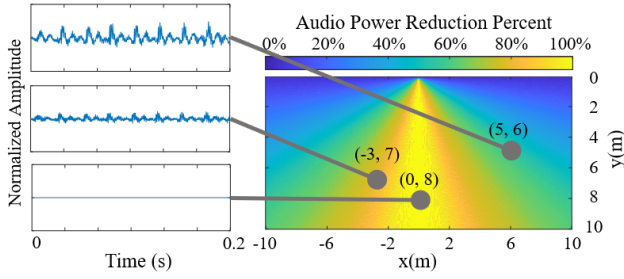 Audio Power Reduction Percent
0% 20% 40% 60% 80% 100%
Normalized Amplitude
0 0.2
Time (s)
(5, 6)
(-3, 7)
(0, 8)
0
2
4
6
8
10
y(m)
-10 -6 -2 2 6 10
x(m)